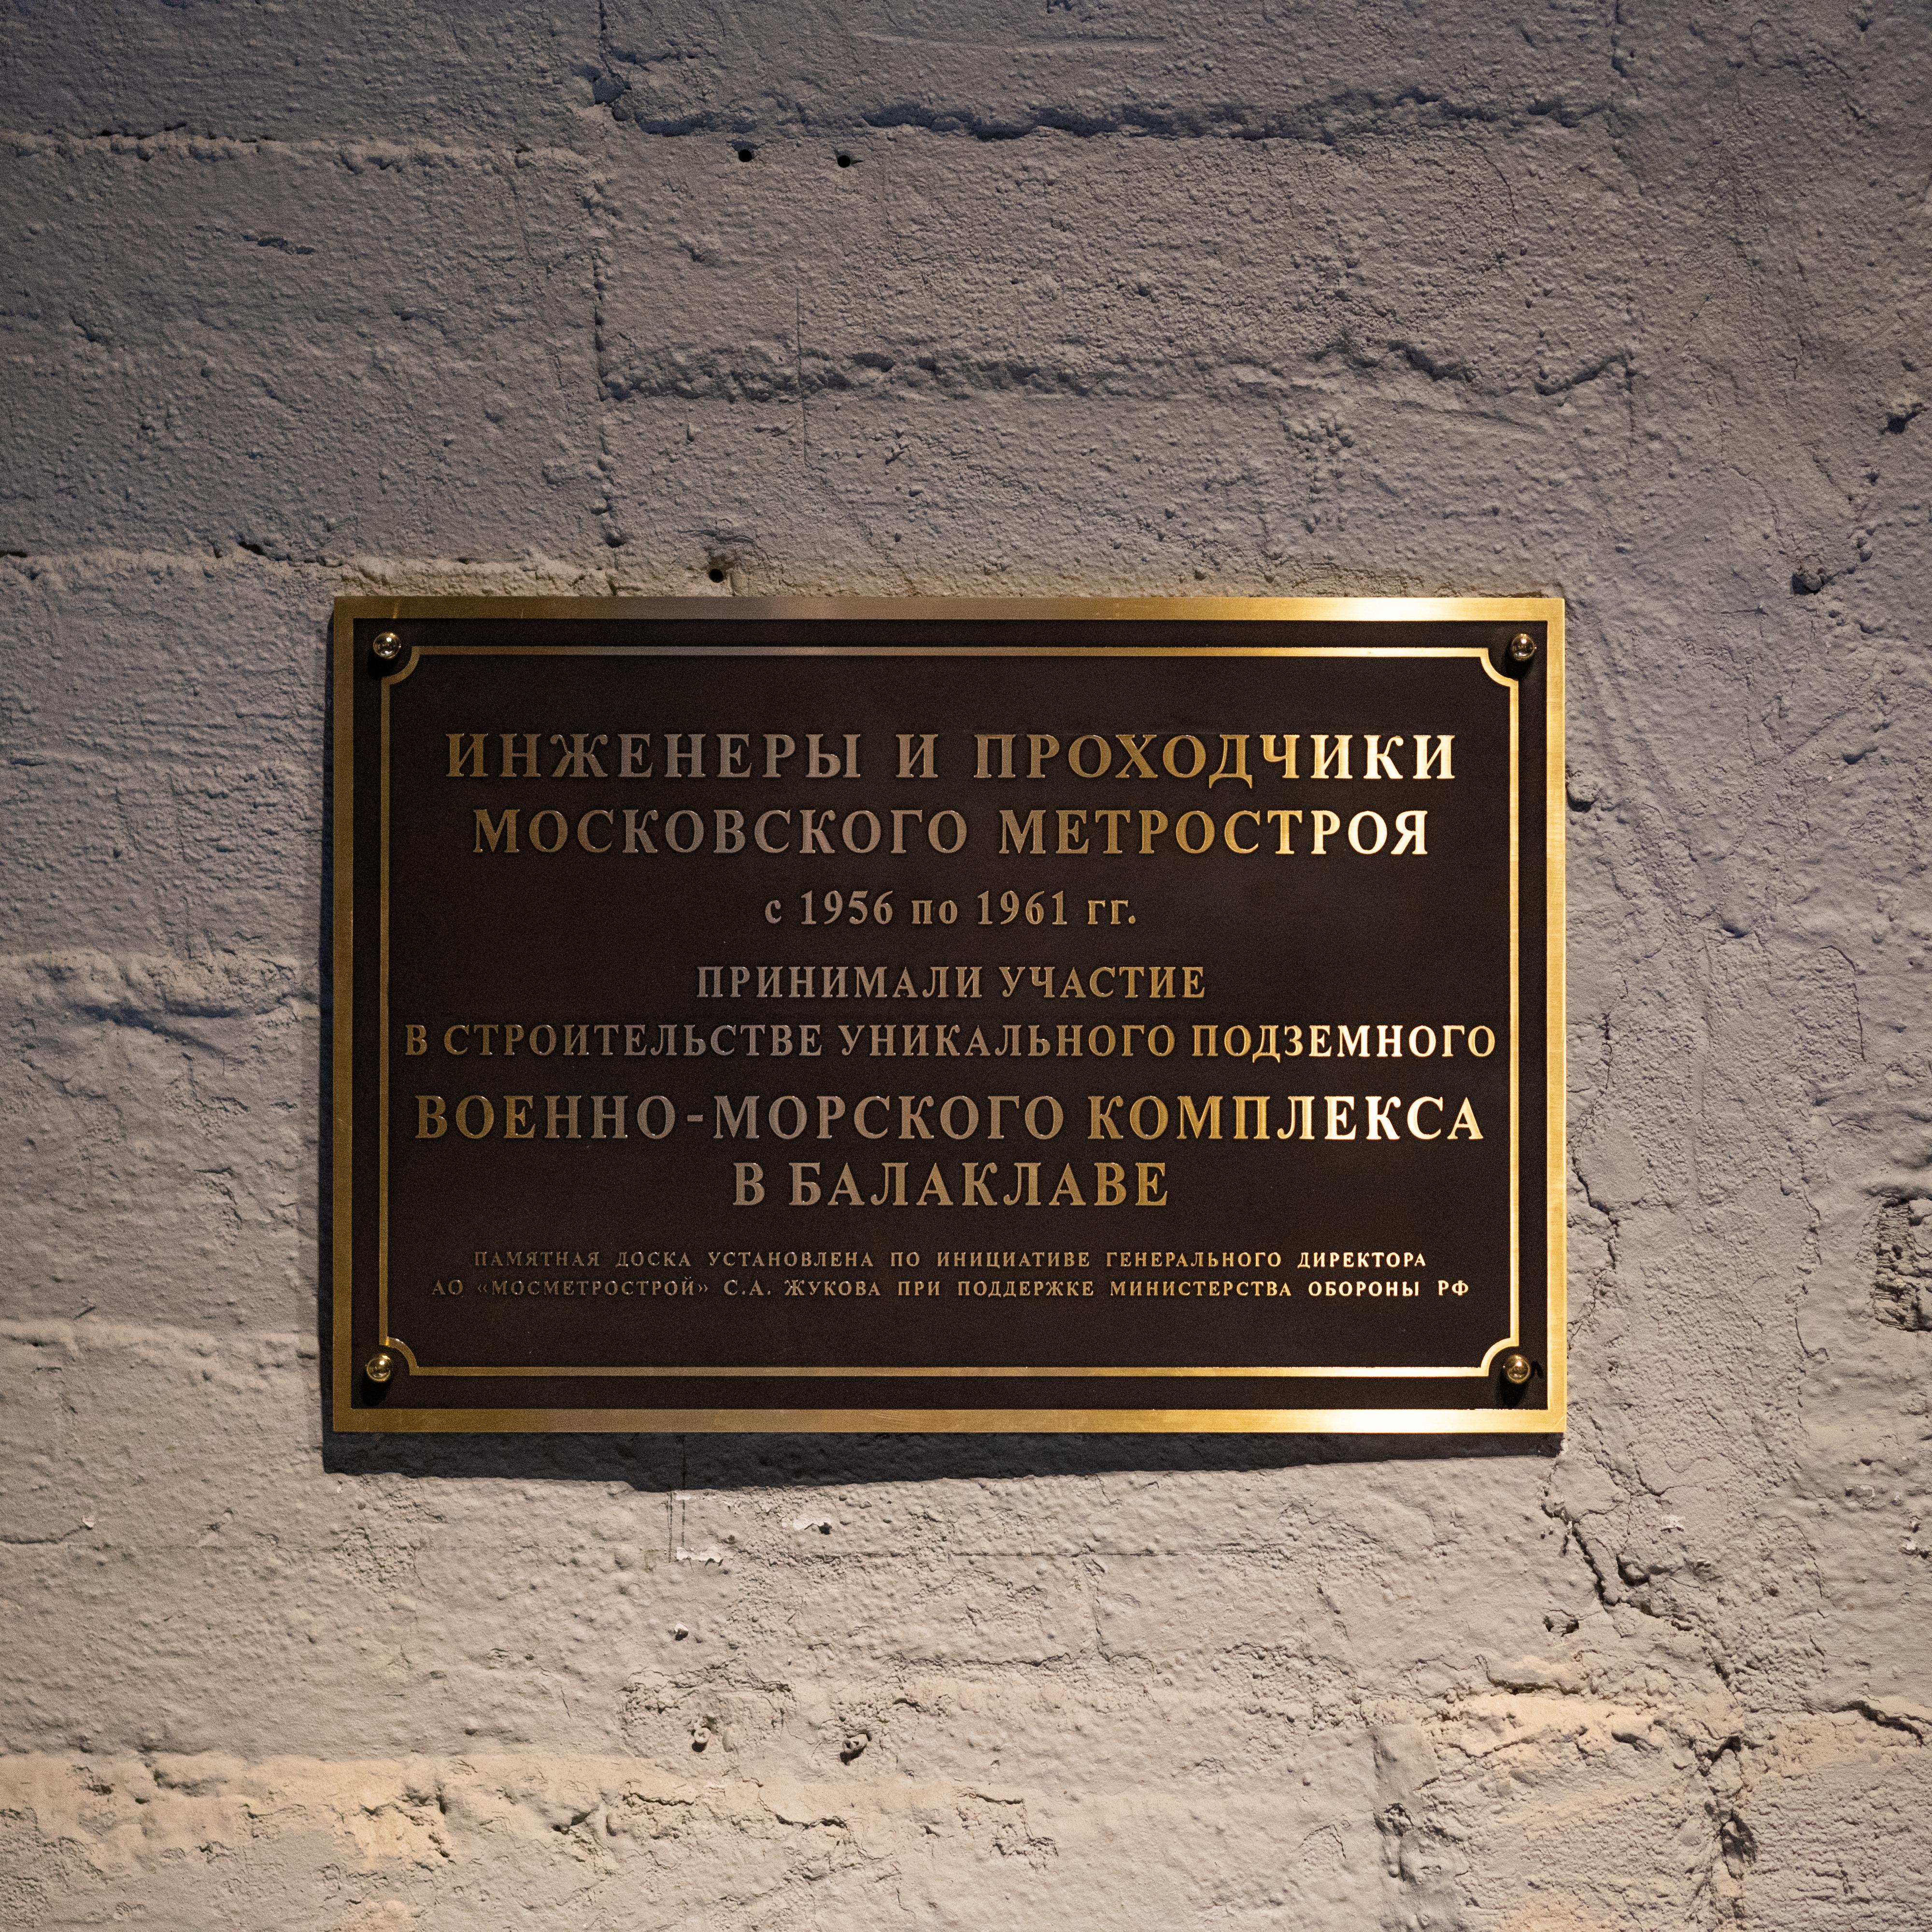 ИНЖЕНЕРЫ И ПРОХОДЧИКИ
МОСКОВСКОГО МЕТРОСТРОЯ
с 1956 по 1961 гг.
ПРИНИМАЛИ УЧАСТИЕ
В СТРОИТЕЛЬСТВЕ УНИКАЛЬНОГО ПОДЗЕМНОГО
ВОЕННО-МОРСКОГО КОМПЛЕКСА
В БАЛАКЛАВЕ
ПАМЯТНАЯ ДОСКА УСТАНОВЛЕНА ПО ИНИЦИАТИВЕ ГЕНЕРАЛЬНОГО ДИРЕКТОРА
АО «МОСМЕТРОСТРОЙ» С.А. ЖУКОВА ПРИ ПОДДЕРЖКЕ МИНИСТЕРСТВА ОБОРОНЫ РФ